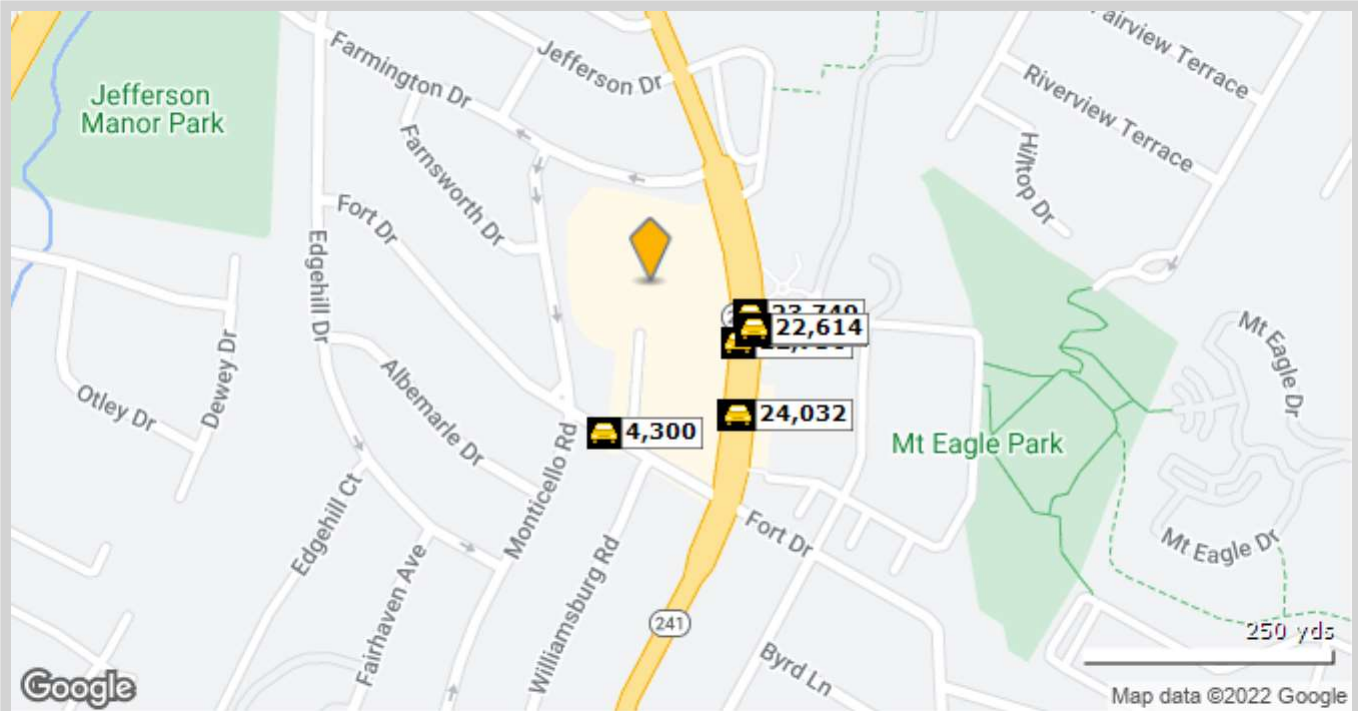 Fairview Terrace
Jefferson Dr
Farmington Dr
Riverview Terrace
Jefferson
Manor Park
Farnsworth Dr
Hilltop Dr
Fort Dr
Edgehill Dr
23,749
22,614
Mt Eagle Dr
Dewey Dr
Otley Dr
Albemarle Dr
24,032
4,300
Mt Eagle Park
Monticello Rd
Edgehill Ct
Fort Dr
Mt Eagle Dr
Fairhaven Ave
Williamsburg Rd
241
250 yds
Byrd Ln
Google
Map data ©2022 Google